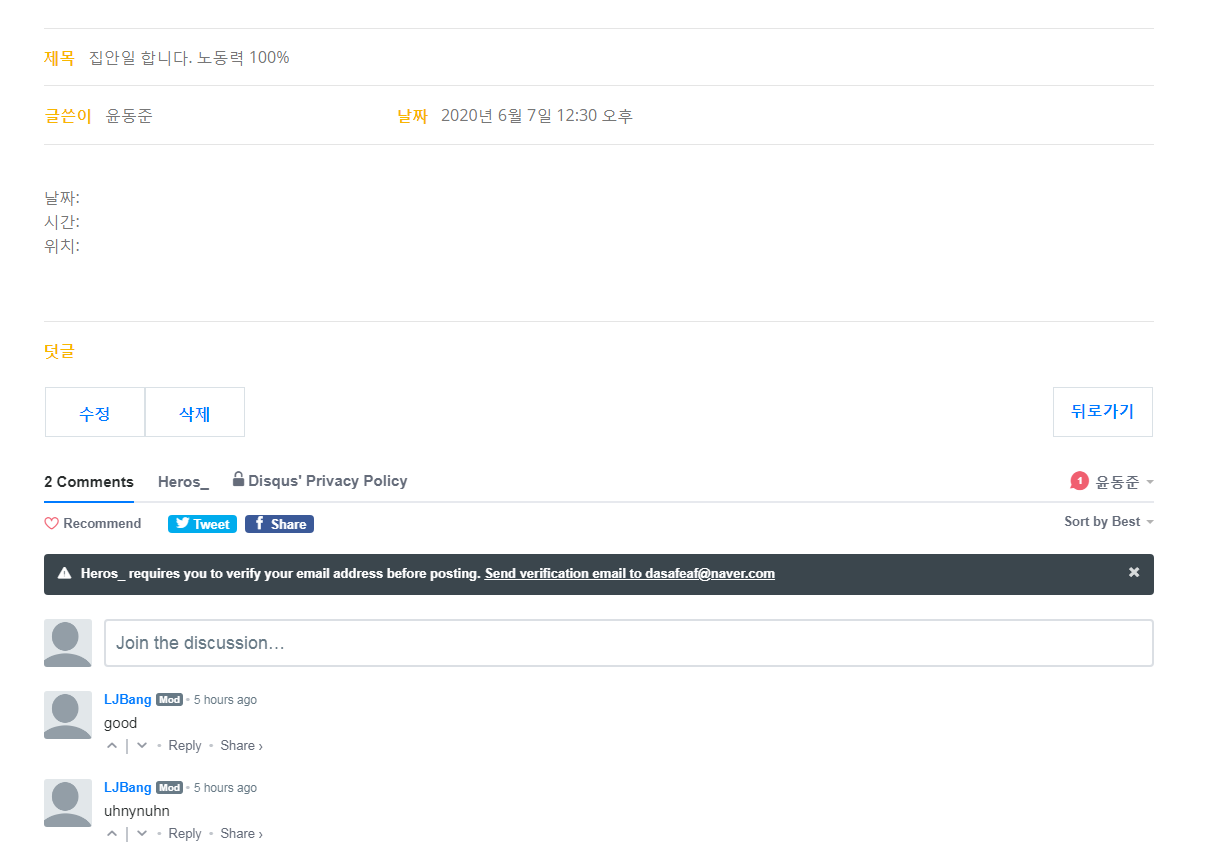 제목 집안일 합니다. 노동력 100%
글쓴이 윤동준 날짜 2020년 6월 7일 12:30 오후
날짜:
시간:
위치:
덧글
수정 삭제 뒤로가기
2 Comments Heros_ Disqus' Privacy Policy 1 윤동준
Recommend Tweet f Share Sort by Best
Heros_ requires you to verify your email address before posting. Send verification email to dasafeaf@naver.com ×
Join the discussion…
LJBang Mod • 5 hours ago
good
| • Reply • Share ›
LJBang Mod • 5 hours ago
uhnynuhn
| • Reply • Share ›